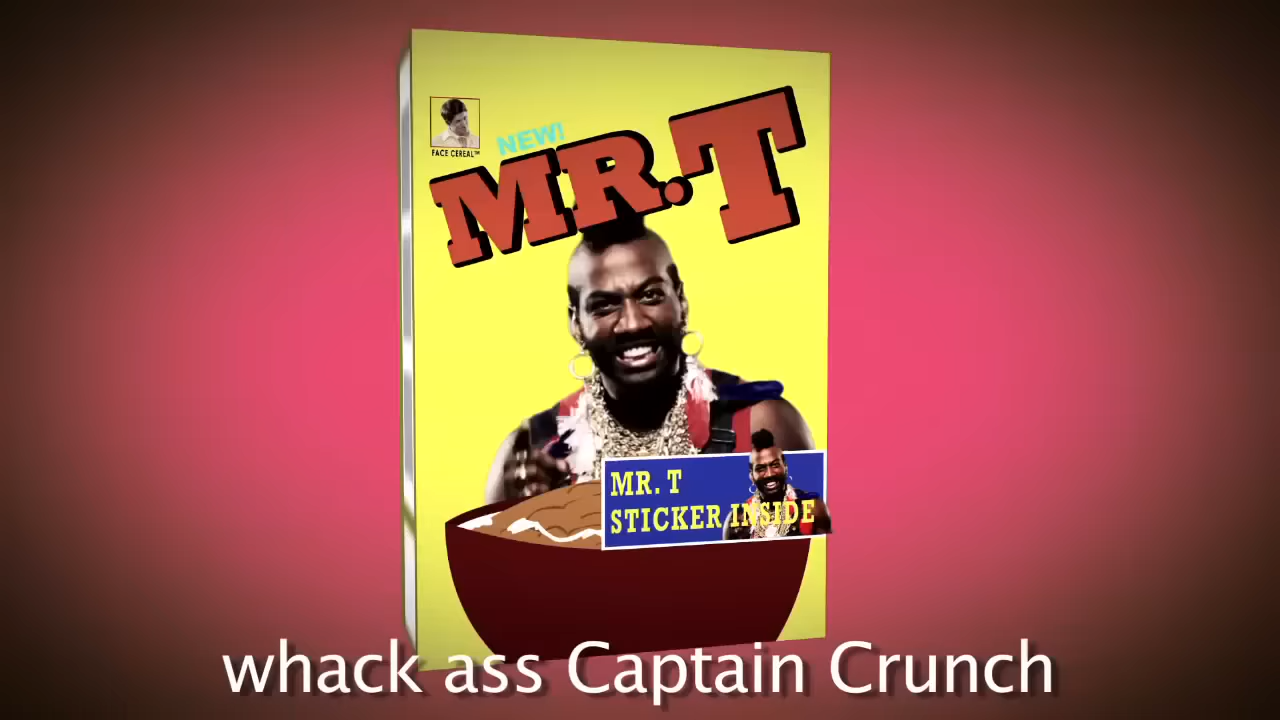 FACE CEREAL™
NEW!
MR.T
MR. T
STICKER INSIDE
whack ass Captain Crunch